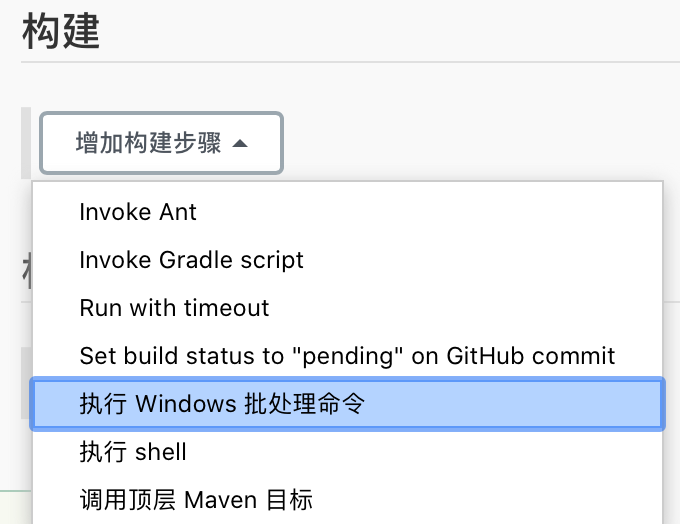 构建
增加构建步骤
Invoke Ant
Invoke Gradle script
Run with timeout
Set build status to "pending" on GitHub commit
执行 Windows 批处理命令
执行 shell
调用顶层 Maven 目标